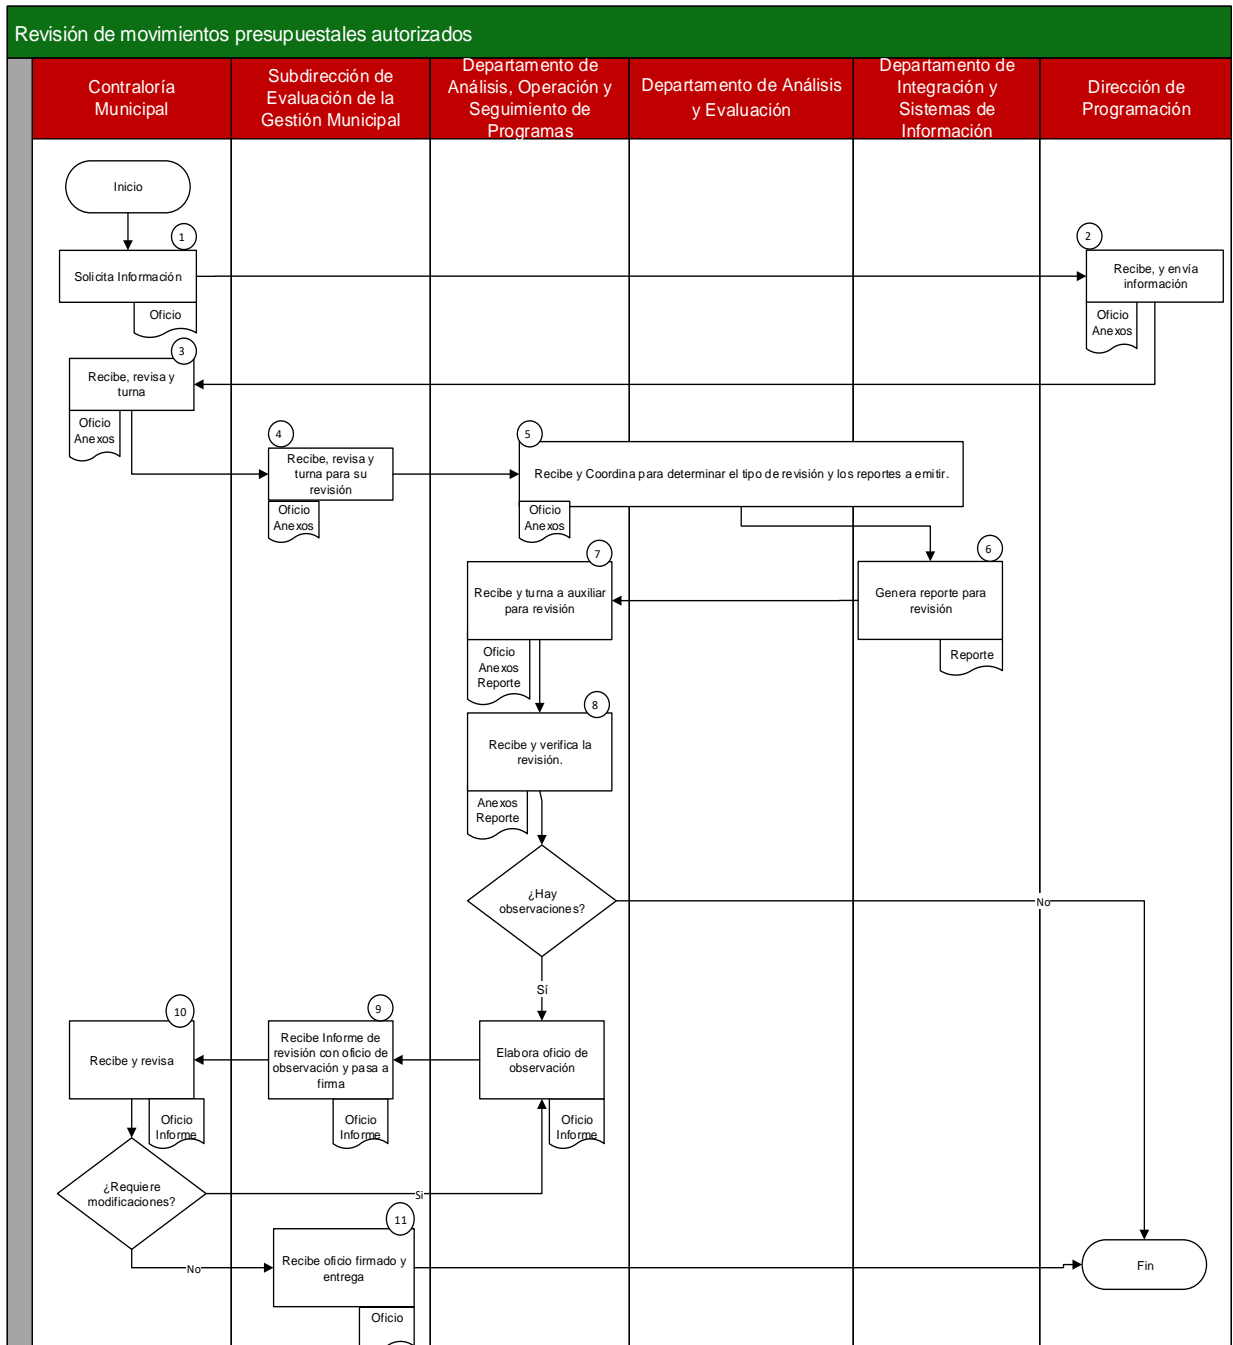 Revisión de movimientos presupuestales autorizados
Contraloría
Municipal
Subdirección de
Evaluación de la
Gestión Municipal
Departamento de
Análisis, Operación y
Seguimiento de
Programas
Departamento de Análisis
y Evaluación
Departamento de
Integración y
Sistemas de
Información
Dirección de
Programación
Inicio
1
Solicita Información
Oficio
2
Recibe, y envía
información
Oficio
Anexos
3
Recibe, revisa y
turna
Oficio
Anexos
4
Recibe, revisa y
turna para su
revisión
Oficio
Anexos
5
Recibe y Coordina para determinar el tipo de revisión y los reportes a emitir.
Oficio
Anexos
6
Genera reporte para
revisión
Reporte
7
Recibe y turna a auxiliar
para revisión
Oficio
Anexos
Reporte
8
Recibe y verifica la
revisión.
Anexos
Reporte
¿Hay
observaciones?
No
Sí
Elabora oficio de
observación
Oficio
Informe
9
Recibe Informe de
revisión con oficio de
observación y pasa a
firma
Oficio
Informe
10
Recibe y revisa
Oficio
Informe
¿Requiere
modificaciones?
Si
No
11
Recibe oficio firmado y
entrega
Oficio
Fin